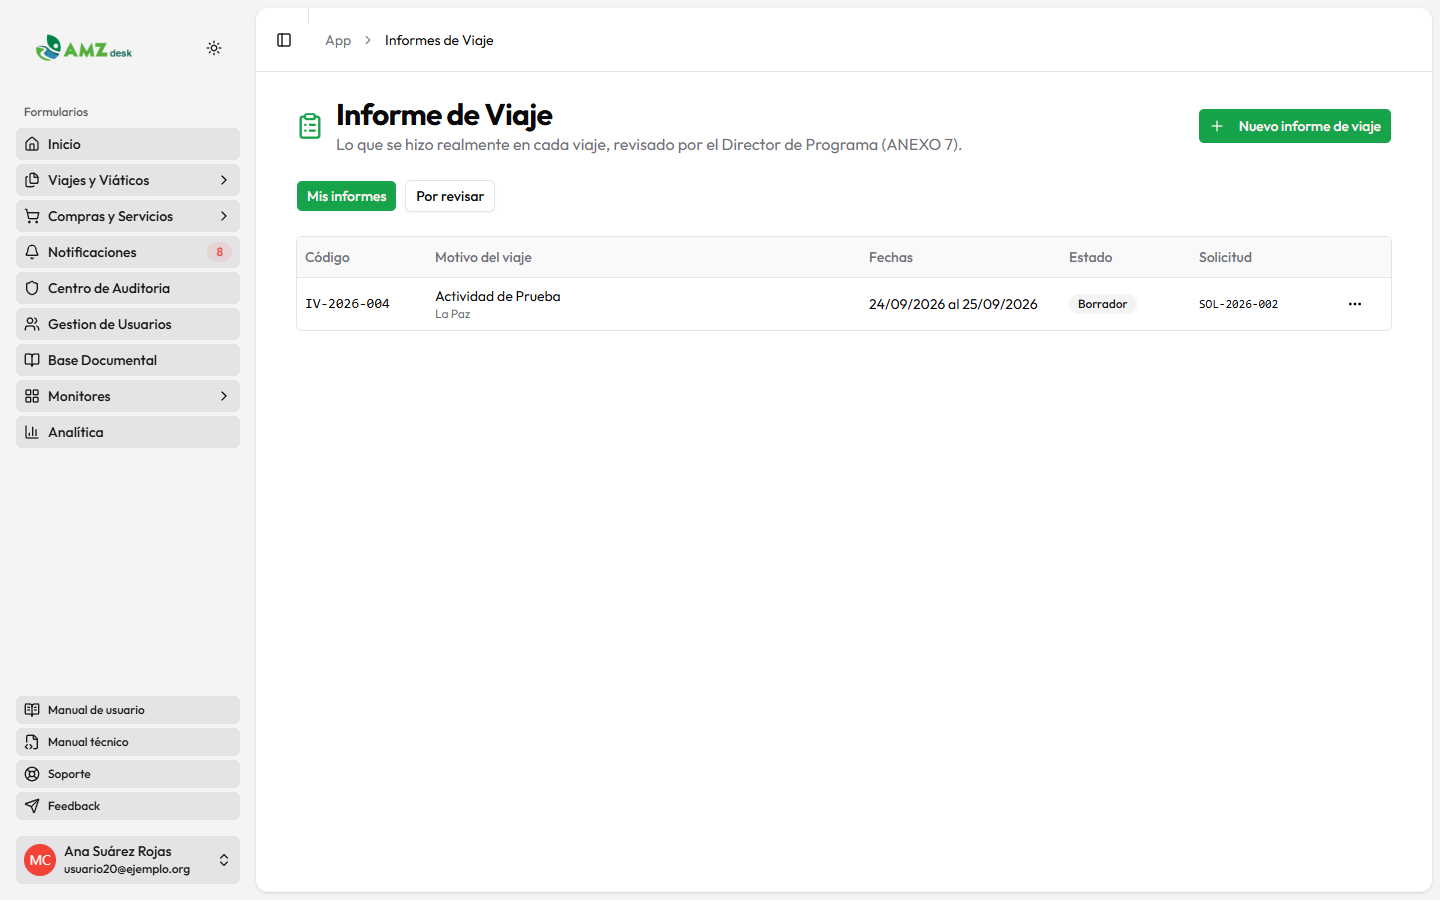 AMZ desk
Formularios
Inicio
Viajes y Viáticos
Compras y Servicios
Notificaciones 8
Centro de Auditoria
Gestion de Usuarios
Base Documental
Monitores
Analítica
Manual de usuario
Manual técnico
Soporte
Feedback
MC
Ana Suárez Rojas
usuario20@ejemplo.org
App > Informes de Viaje
Informe de Viaje
Lo que se hizo realmente en cada viaje, revisado por el Director de Programa (ANEXO 7).
+ Nuevo informe de viaje
Mis informes Por revisar
Código Motivo del viaje Fechas Estado Solicitud
IV-2026-004 Actividad de Prueba 24/09/2026 al 25/09/2026 Borrador SOL-2026-002
La Paz